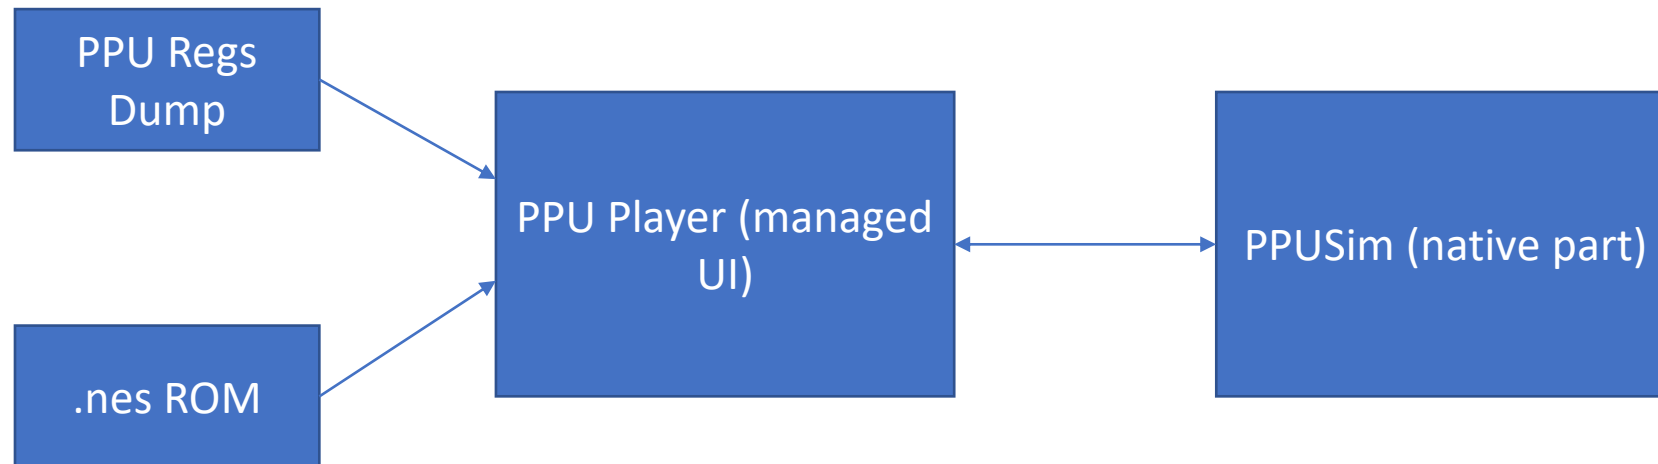 PPU Regs
Dump
PPU Player (managed
UI)
PPUSim (native part)
.nes ROM